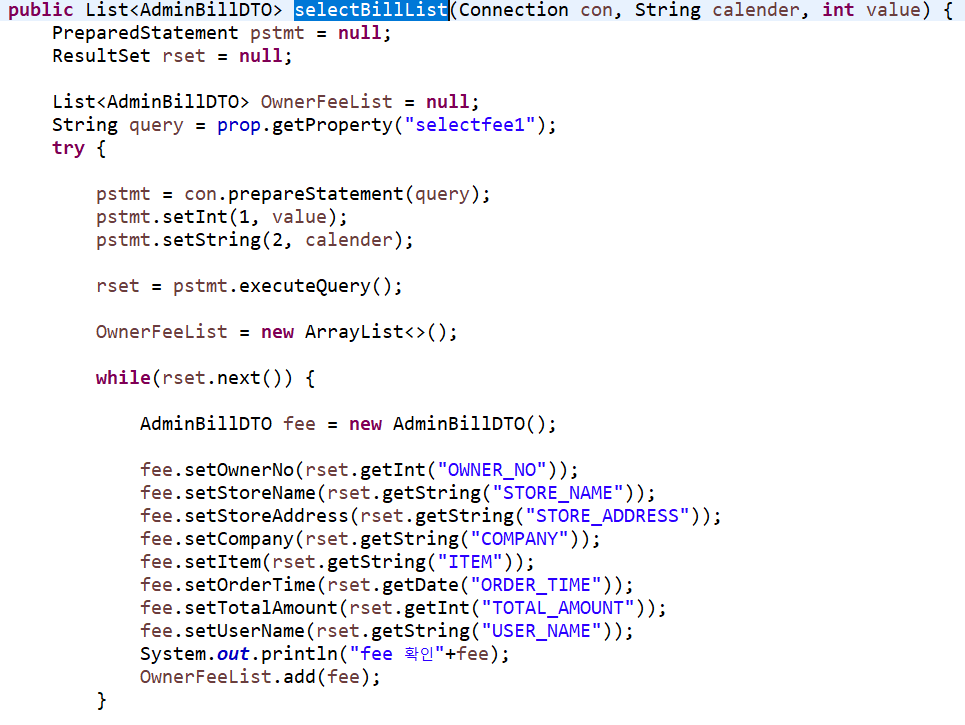 public List<AdminBillDTO> selectBillList(Connection con, String calender, int value) {
    PreparedStatement pstmt = null;
    ResultSet rset = null;

    List<AdminBillDTO> OwnerFeeList = null;
    String query = prop.getProperty("selectfee1");
    try {

        pstmt = con.prepareStatement(query);
        pstmt.setInt(1, value);
        pstmt.setString(2, calender);

        rset = pstmt.executeQuery();

        OwnerFeeList = new ArrayList<>();

        while(rset.next()) {

            AdminBillDTO fee = new AdminBillDTO();

            fee.setOwnerNo(rset.getInt("OWNER_NO"));
            fee.setStoreName(rset.getString("STORE_NAME"));
            fee.setStoreAddress(rset.getString("STORE_ADDRESS"));
            fee.setCompany(rset.getString("COMPANY"));
            fee.setItem(rset.getString("ITEM"));
            fee.setOrderTime(rset.getDate("ORDER_TIME"));
            fee.setTotalAmount(rset.getInt("TOTAL_AMOUNT"));
            fee.setUserName(rset.getString("USER_NAME"));
            System.out.println("fee 확인"+fee);
            OwnerFeeList.add(fee);
        }